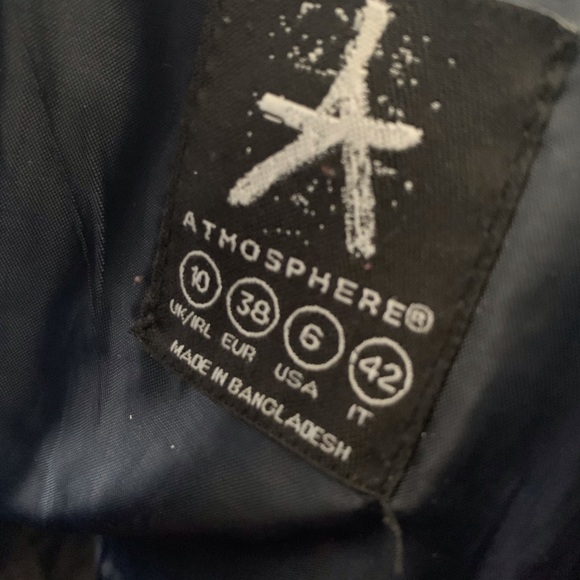 ATMOSPHERE®
10 38 6 42
UK/IRL EUR USA IT
MADE IN BANGLADESH